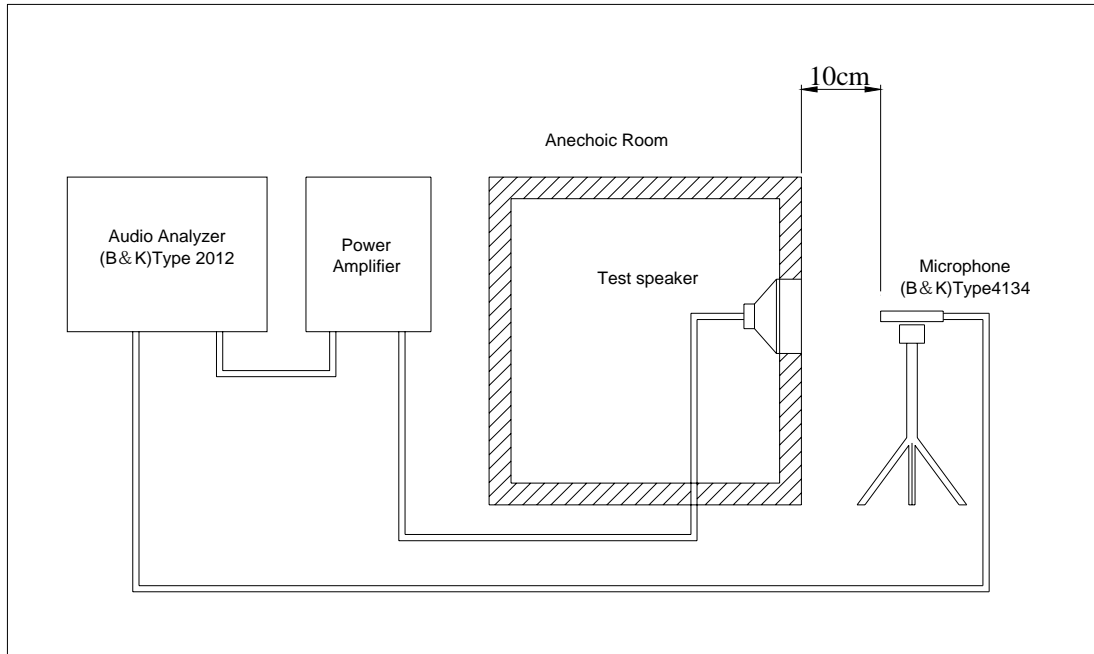 10cm
Anechoic Room
Audio Analyzer
(B&K)Type 2012
Power
Amplifier
Test speaker
Microphone
(B&K)Type4134